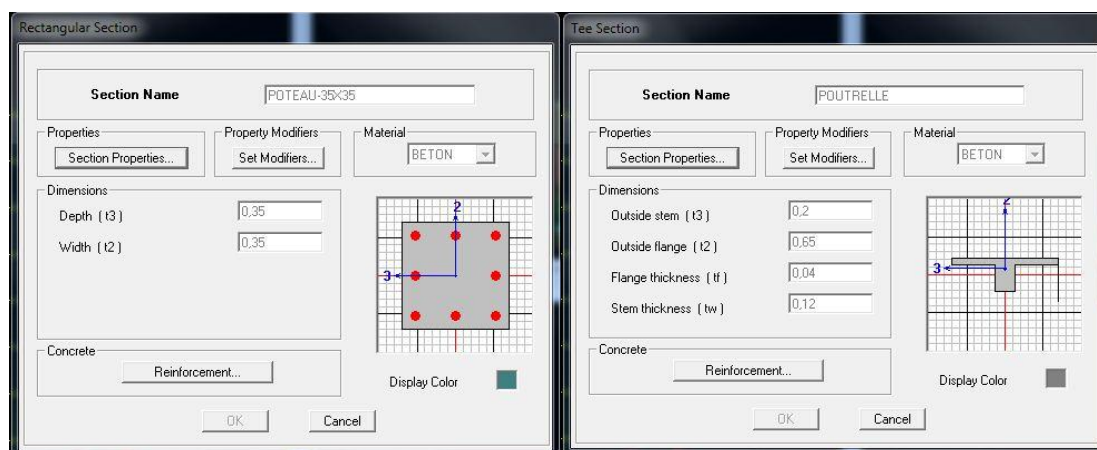 Rectangular Section
Section Name POTEAU-35X35
Properties Property Modifiers Material
Section Properties... Set Modifiers... BETON
Dimensions
Depth ( t3 ) 0,35
Width ( t2 ) 0,35
2
3
Concrete
Reinforcement...
Display Color
OK Cancel
Tee Section
Section Name POUTRELLE
Properties Property Modifiers Material
Section Properties... Set Modifiers... BETON
Dimensions
Outside stem ( t3 ) 0,2
Outside flange ( t2 ) 0,65
Flange thickness ( tf ) 0,04
Stem thickness ( tw ) 0,12
2
3
Concrete
Reinforcement...
Display Color
OK Cancel